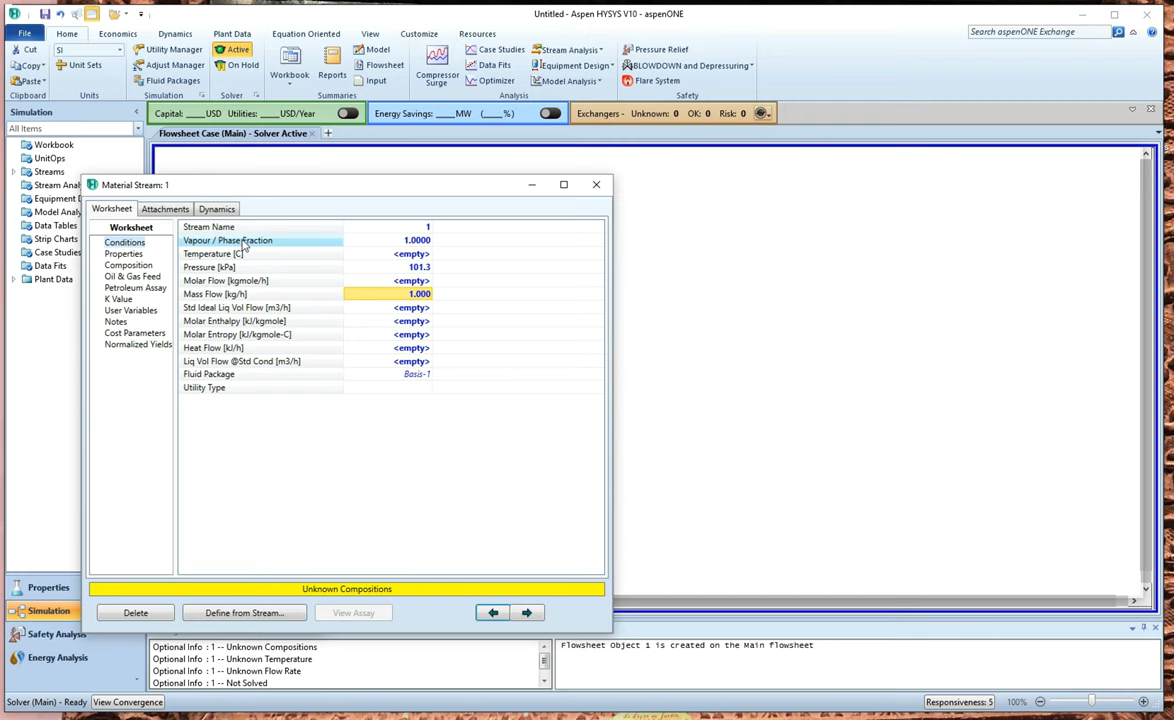 Untitled - Aspen HYSYS V10 - aspenONE
File Home Economics Dynamics Plant Data Equation Oriented View Customize Resources Search aspenONE Exchange
Cut SI Utility Manager Active Model Case Studies Stream Analysis Pressure Relief
Copy Unit Sets Adjust Manager On Hold Flowsheet Data Fits Equipment Design BLOWDOWN and Depressuring
Paste Fluid Packages Workbook Reports Input Compressor Surge Optimizer Model Analysis Flare System
Clipboard Units Simulation Solver Summaries Analysis Safety
Simulation < Capital: ____USD Utilities: ____USD/Year Energy Savings: ____MW (____%) Exchangers - Unknown: 0 OK: 0 Risk: 0
All Items Flowsheet Case (Main) - Solver Active × +
Workbook
UnitOps
Streams
Stream Anal
Equipment D
Model Analy
Data Tables
Strip Charts
Case Studies
Data Fits
Plant Data
Material Stream: 1
Worksheet Attachments Dynamics
Worksheet
Conditions
Properties
Composition
Oil & Gas Feed
Petroleum Assay
K Value
User Variables
Notes
Cost Parameters
Normalized Yields
Stream Name 1
Vapour / Phase Fraction 1.0000
Temperature [C] <empty>
Pressure [kPa] 101.3
Molar Flow [kgmole/h] <empty>
Mass Flow [kg/h] 1.000
Std Ideal Liq Vol Flow [m3/h] <empty>
Molar Enthalpy [kJ/kgmole] <empty>
Molar Entropy [kJ/kgmole-C] <empty>
Heat Flow [kJ/h] <empty>
Liq Vol Flow @Std Cond [m3/h] <empty>
Fluid Package Basis-1
Utility Type
Unknown Compositions
Delete Define from Stream... View Assay
Properties
Simulation
Safety Analysis
Energy Analysis
Optional Info : 1 -- Unknown Compositions
Optional Info : 1 -- Unknown Temperature
Optional Info : 1 -- Unknown Flow Rate
Optional Info : 1 -- Not Solved
Flowsheet Object 1 is created on the Main flowsheet
Solver (Main) - Ready View Convergence Responsiveness: 5 100%